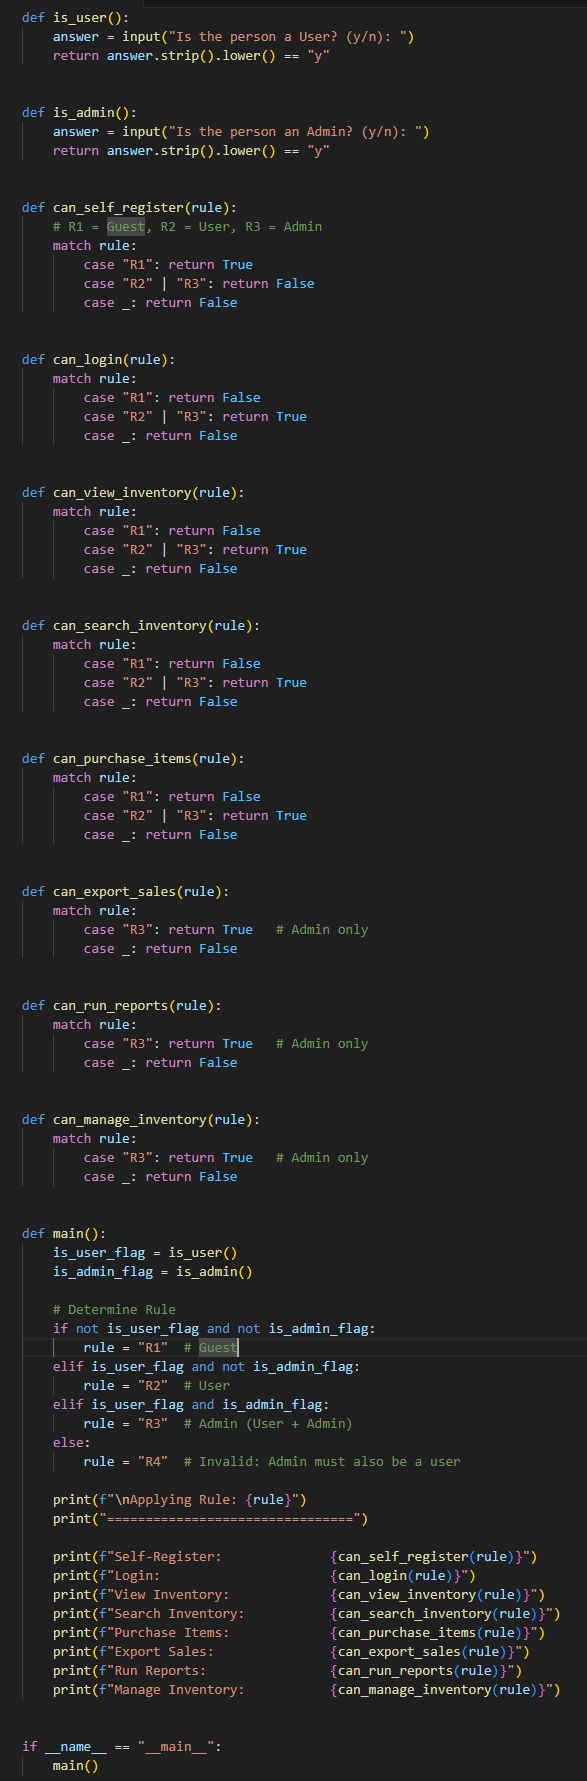 def is_user():
    answer = input("Is the person a User? (y/n): ")
    return answer.strip().lower() == "y"
def is_admin():
    answer = input("Is the person an Admin? (y/n): ")
    return answer.strip().lower() == "y"
def can_self_register(rule):
    # R1 = Guest, R2 = User, R3 = Admin
    match rule:
        case "R1": return True
        case "R2" | "R3": return False
        case _: return False
def can_login(rule):
    match rule:
        case "R1": return False
        case "R2" | "R3": return True
        case _: return False
def can_view_inventory(rule):
    match rule:
        case "R1": return False
        case "R2" | "R3": return True
        case _: return False
def can_search_inventory(rule):
    match rule:
        case "R1": return False
        case "R2" | "R3": return True
        case _: return False
def can_purchase_items(rule):
    match rule:
        case "R1": return False
        case "R2" | "R3": return True
        case _: return False
def can_export_sales(rule):
    match rule:
        case "R3": return True   # Admin only
        case _: return False
def can_run_reports(rule):
    match rule:
        case "R3": return True   # Admin only
        case _: return False
def can_manage_inventory(rule):
    match rule:
        case "R3": return True   # Admin only
        case _: return False
def main():
    is_user_flag = is_user()
    is_admin_flag = is_admin()
    # Determine Rule
    if not is_user_flag and not is_admin_flag:
        rule = "R1"  # Guest
    elif is_user_flag and not is_admin_flag:
        rule = "R2"  # User
    elif is_user_flag and is_admin_flag:
        rule = "R3"  # Admin (User + Admin)
    else:
        rule = "R4"  # Invalid: Admin must also be a user
    print(f"\nApplying Rule: {rule}")
    print("================================")
    print(f"Self-Register:              {can_self_register(rule)}")
    print(f"Login:                      {can_login(rule)}")
    print(f"View Inventory:             {can_view_inventory(rule)}")
    print(f"Search Inventory:           {can_search_inventory(rule)}")
    print(f"Purchase Items:             {can_purchase_items(rule)}")
    print(f"Export Sales:               {can_export_sales(rule)}")
    print(f"Run Reports:                {can_run_reports(rule)}")
    print(f"Manage Inventory:           {can_manage_inventory(rule)}")
if __name__ == "__main__":
    main()